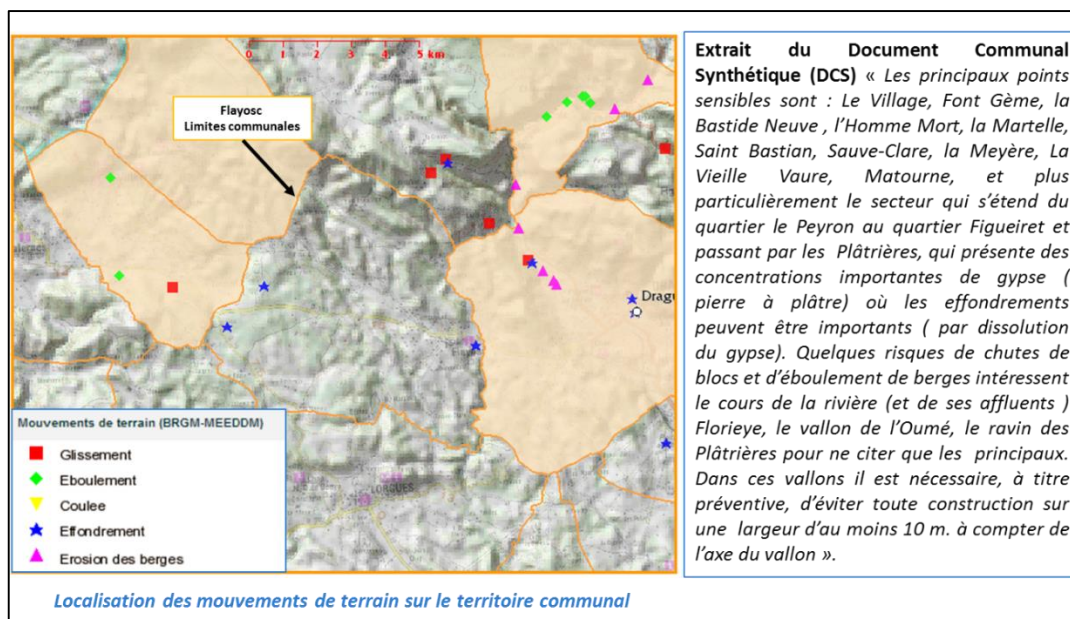 0 1 2 3 4 5 km
Flayosc
Limites communales
Dragu
LORGUES
Mouvements de terrain (BRGM-MEEDDM)
Glissement
Eboulement
Coulee
Effondrement
Erosion des berges
Localisation des mouvements de terrain sur le territoire communal
Extrait du Document Communal
Synthétique (DCS) « Les principaux points
sensibles sont : Le Village, Font Gème, la
Bastide Neuve , l’Homme Mort, la Martelle,
Saint Bastian, Sauve-Clare, la Meyère, La
Vieille Vaure, Matourne, et plus
particulièrement le secteur qui s’étend du
quartier le Peyron au quartier Figueiret et
passant par les Plâtrières, qui présente des
concentrations importantes de gypse (
pierre à plâtre) où les effondrements
peuvent être importants ( par dissolution
du gypse). Quelques risques de chutes de
blocs et d’éboulement de berges intéressent
le cours de la rivière (et de ses affluents )
Florieye, le vallon de l’Oumé, le ravin des
Plâtrières pour ne citer que les principaux.
Dans ces vallons il est nécessaire, à titre
préventive, d’éviter toute construction sur
une largeur d’au moins 10 m. à compter de
l’axe du vallon ».